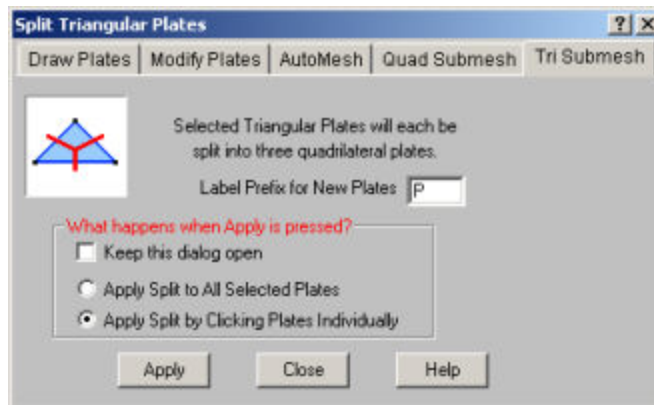 Split Triangular Plates
Draw Plates Modify Plates AutoMesh Quad Submesh Tri Submesh
Selected Triangular Plates will each be
split into three quadrilateral plates.
Label Prefix for New Plates P
What happens when Apply is pressed?
Keep this dialog open
Apply Split to All Selected Plates
Apply Split by Clicking Plates Individually
Apply Close Help